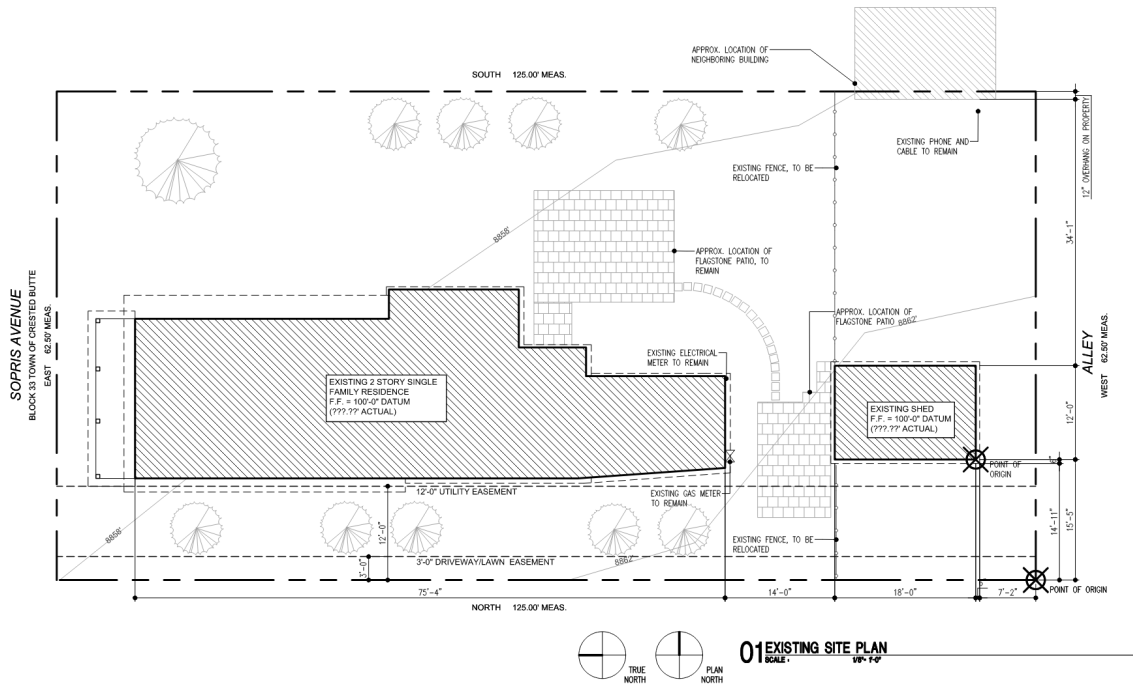 APPROX. LOCATION OF
NEIGHBORING BUILDING
SOUTH 125.00' MEAS.
EXISTING PHONE AND
CABLE TO REMAIN
12" OVERHANG ON PROPERTY
EXISTING FENCE, TO BE
RELOCATED
34'-1"
8858'
APPROX. LOCATION OF
FLAGSTONE PATIO, TO
REMAIN
SOPRIS AVENUE
BLOCK 33 TOWN OF CRESTED BUTTE
EAST 62.50' MEAS.
APPROX. LOCATION OF
FLAGSTONE PATIO
8862'
ALLEY
WEST 62.50' MEAS.
EXISTING ELECTRICAL
METER TO REMAIN
EXISTING 2 STORY SINGLE
FAMILY RESIDENCE
F.F. = 100'-0" DATUM
(???.??' ACTUAL)
EXISTING SHED
F.F. = 100'-0" DATUM
(???.??' ACTUAL)
12'-0"
POINT OF
ORIGIN
12'-0" UTILITY EASEMENT
EXISTING GAS METER
TO REMAIN
14'-11"
15'-5"
8858'
12'-0"
EXISTING FENCE, TO BE
RELOCATED
3'-0" DRIVEWAY/LAWN EASEMENT
8862'
3'-0"
POINT OF ORIGIN
75'-4"
14'-0"
18'-0"
7'-2"
NORTH 125.00' MEAS.
TRUE
NORTH
PLAN
NORTH
01 EXISTING SITE PLAN
SCALE : 1/8"= 1'-0"